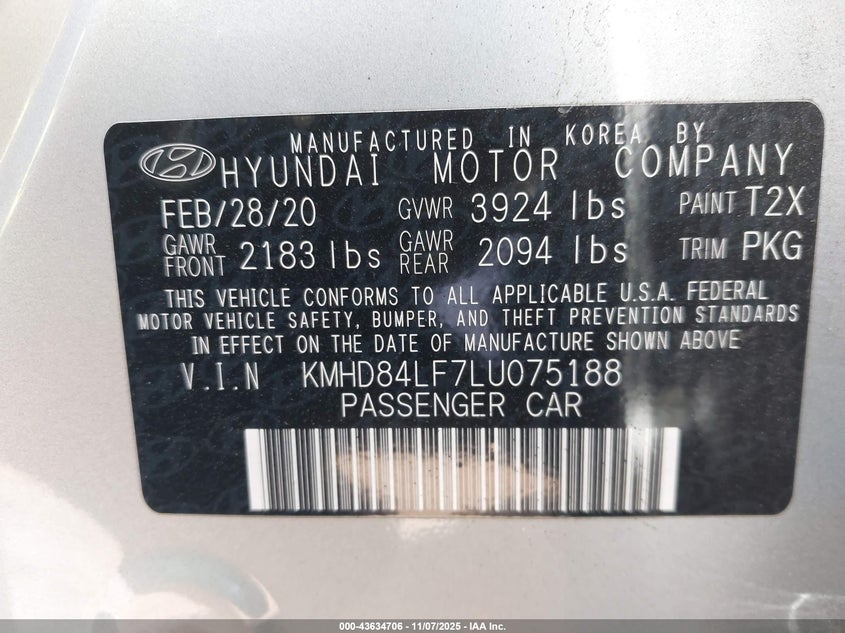 MANUFACTURED IN KOREA BY
HYUNDAI MOTOR COMPANY
FEB/28/20 GVWR 3924 lbs PAINT T2X
GAWR FRONT 2183 lbs GAWR REAR 2094 lbs TRIM PKG
THIS VEHICLE CONFORMS TO ALL APPLICABLE U.S.A. FEDERAL
MOTOR VEHICLE SAFETY, BUMPER, AND THEFT PREVENTION STANDARDS
IN EFFECT ON THE DATE OF MANUFACTURE SHOWN ABOVE
V.I.N KMHD84LF7LU075188
PASSENGER CAR
000-43634706 - 11/07/2025 - IAA Inc.